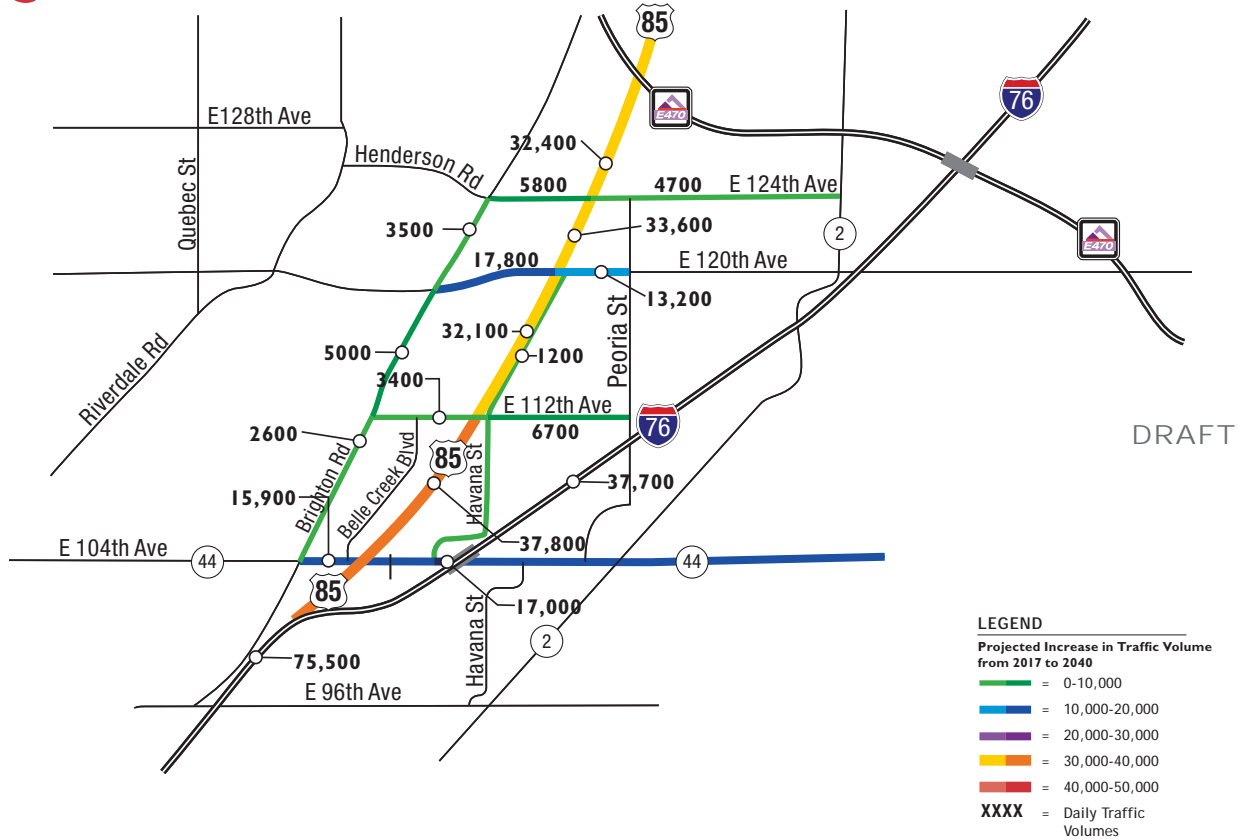 85
76
E470
E128th Ave
32,400
Henderson Rd
5800
4700
E 124th Ave
Quebec St
3500
33,600
2
E470
17,800
E 120th Ave
13,200
Peoria St
32,100
5000
1200
Riverdale Rd
3400
E 112th Ave
6700
76
DRAFT
2600
85
Brighton Rd
Belle Creek Blvd
Havana St
37,700
15,900
E 104th Ave
44
37,800
44
85
17,000
Havana St
2
75,500
E 96th Ave
LEGEND
Projected Increase in Traffic Volume
from 2017 to 2040
= 0-10,000
= 10,000-20,000
= 20,000-30,000
= 30,000-40,000
= 40,000-50,000
XXXX = Daily Traffic
Volumes